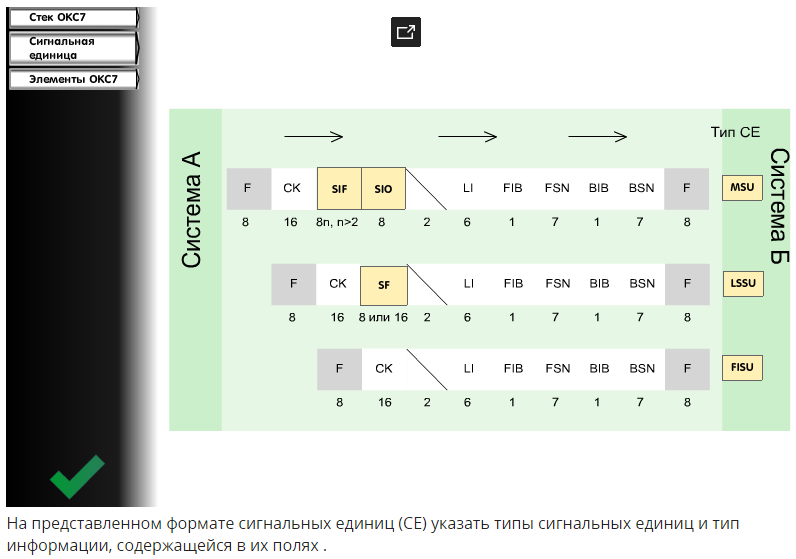 Стек ОКС7
Сигнальная
единица
Элементы ОКС7
Тип СЕ
Система А
Система Б
F CK SIF SIO LI FIB FSN BIB BSN F MSU
8 16 8n, n>2 8 2 6 1 7 1 7 8
F CK SF LI FIB FSN BIB BSN F LSSU
8 16 8 или 16 2 6 1 7 1 7 8
F CK LI FIB FSN BIB BSN F FISU
8 16 2 6 1 7 1 7 8
На представленном формате сигнальных единиц (СЕ) указать типы сигнальных единиц и тип
информации, содержащейся в их полях .